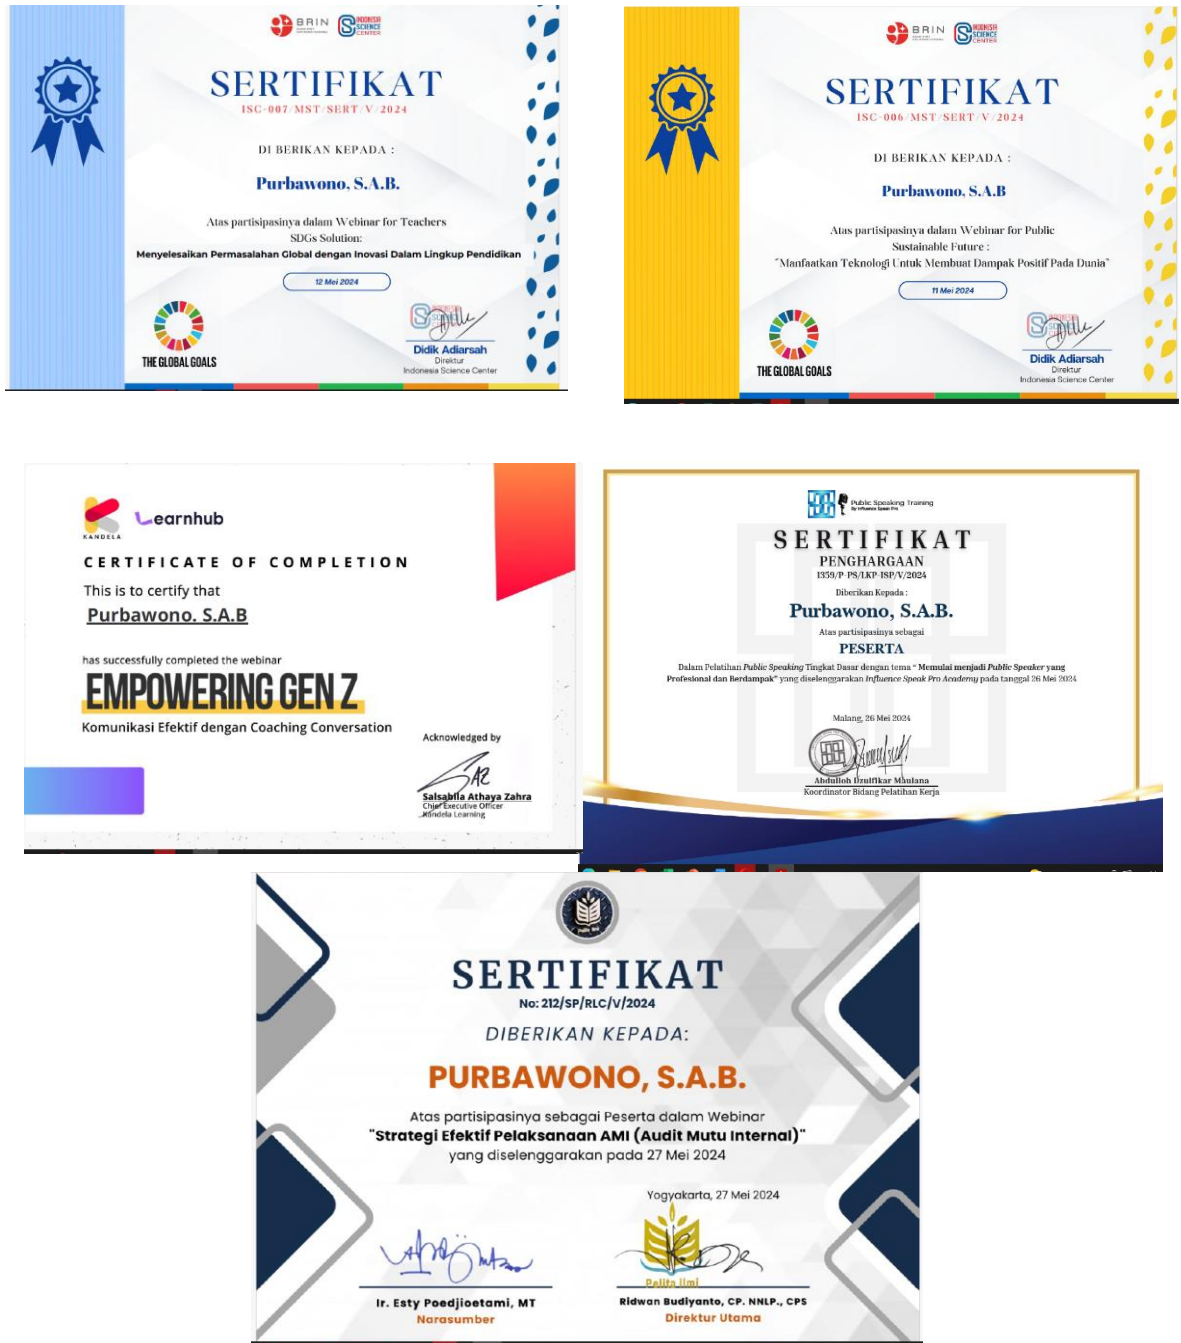 BRIN
INDONESIA
SCIENCE
CENTER
SERTIFIKAT
ISC-007/MST/SERT/V/2024
DI BERIKAN KEPADA :
Purbawono, S.A.B.
Atas partisipasinya dalam Webinar for Teachers
SDGs Solution:
Menyelesaikan Permasalahan Global dengan Inovasi Dalam Lingkup Pendidikan
12 Mei 2024
THE GLOBAL GOALS
Didik Adiarsah
Direktur
Indonesia Science Center
BRIN
INDONESIA
SCIENCE
CENTER
SERTIFIKAT
ISC-006/MST/SERT/V/2024
DI BERIKAN KEPADA :
Purbawono, S.A.B
Atas partisipasinya dalam Webinar for Public
Sustainable Future :
"Manfaatkan Teknologi Untuk Membuat Dampak Positif Pada Dunia"
11 Mei 2024
THE GLOBAL GOALS
Didik Adiarsah
Direktur
Indonesia Science Center
KANDELA
Learnhub
CERTIFICATE OF COMPLETION
This is to certify that
Purbawono. S.A.B
has successfully completed the webinar
EMPOWERING GEN Z
Komunikasi Efektif dengan Coaching Conversation
Acknowledged by
Salsabila Athaya Zahra
Chief Executive Officer
Kandela Learning
Public Speaking Training
By Influence Speak Pro
SERTIFIKAT
PENGHARGAAN
1359/P-PS/LKP-ISP/V/2024
Diberikan Kepada :
Purbawono, S.A.B.
Atas partisipasinya sebagai
PESERTA
Dalam Pelatihan Public Speaking Tingkat Dasar dengan tema " Memulai menjadi Public Speaker yang
Profesional dan Berdampak" yang diselenggarakan Influence Speak Pro Academy pada tanggal 26 Mei 2024
Malang, 26 Mei 2024
Abdulloh Dzulfikar Maulana
Koordinator Bidang Pelatihan Kerja
pelita ilmu
SERTIFIKAT
No: 212/SP/RLC/V/2024
DIBERIKAN KEPADA:
PURBAWONO, S.A.B.
Atas partisipasinya sebagai Peserta dalam Webinar
"Strategi Efektif Pelaksanaan AMI (Audit Mutu Internal)"
yang diselenggarakan pada 27 Mei 2024
Yogyakarta, 27 Mei 2024
Pelita Ilmi
Ir. Esty Poedjioetami, MT
Narasumber
Ridwan Budiyanto, CP. NNLP., CPS
Direktur Utama